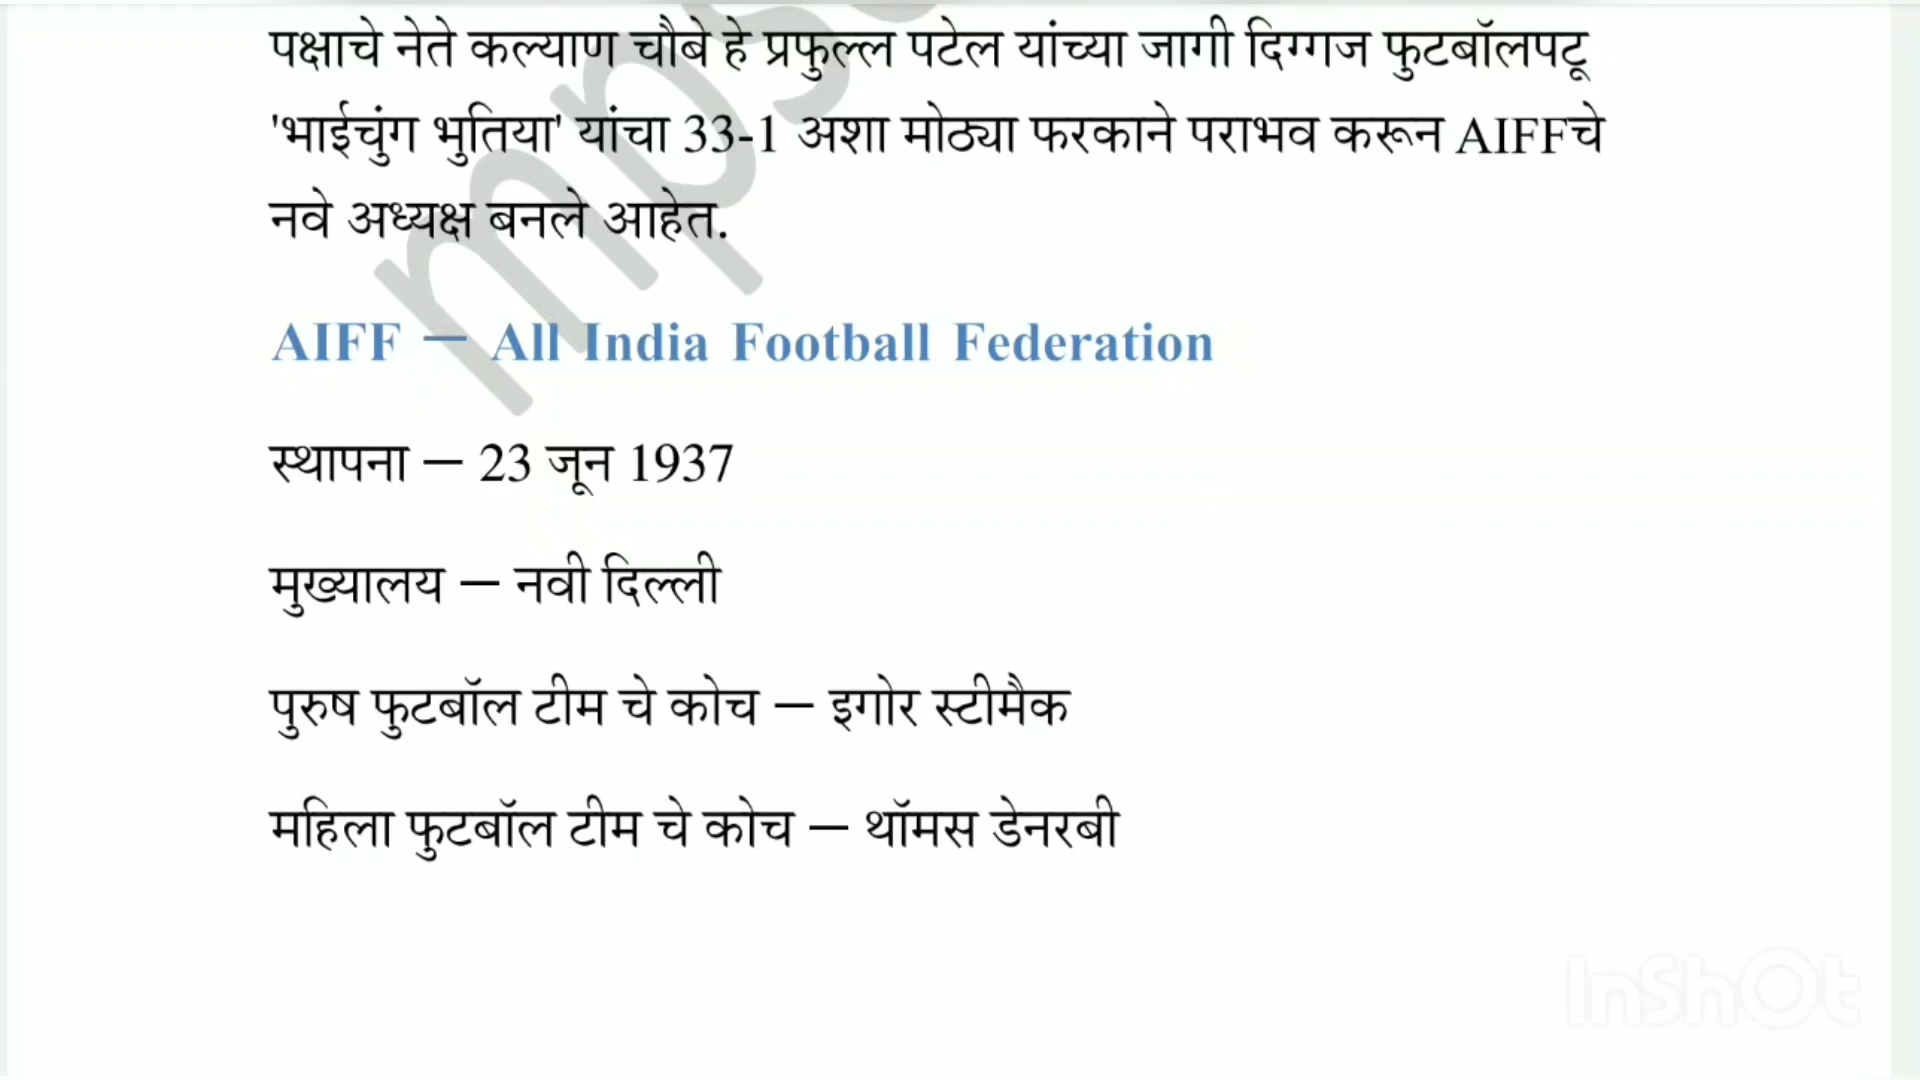 पक्षाचे नेते कल्याण चौबे हे प्रफुल्ल पटेल यांच्या जागी दिग्गज फुटबॉलपटू
'भाईचुंग भुतिया' यांचा 33-1 अशा मोठ्या फरकाने पराभव करून AIFFचे
नवे अध्यक्ष बनले आहेत.
AIFF – All India Football Federation
स्थापना – 23 जून 1937
मुख्यालय – नवी दिल्ली
पुरुष फुटबॉल टीम चे कोच – इगोर स्टीमैक
महिला फुटबॉल टीम चे कोच – थॉमस डेनरबी
InShOt